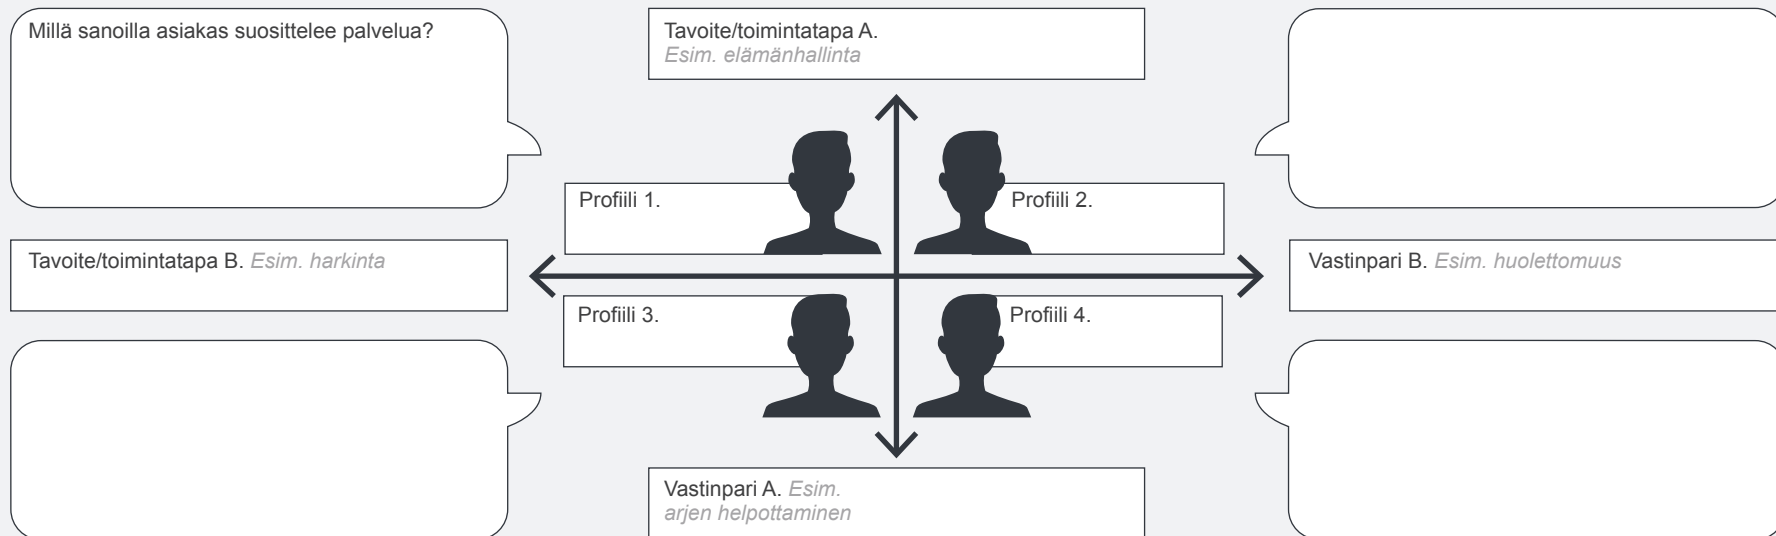 Millä sanoilla asiakas suosittelee palvelua?
Tavoite/toimintatapa A.
Esim. elämänhallinta
Profiili 1.
Profiili 2.
Tavoite/toimintatapa B. Esim. harkinta
Vastinpari B. Esim. huolettomuus
Profiili 3.
Profiili 4.
Vastinpari A. Esim.
arjen helpottaminen